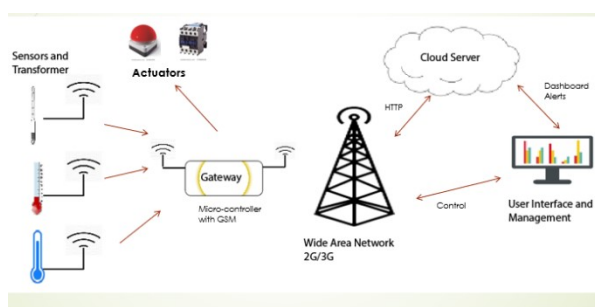 Sensors and
Transformer
Actuators
Gateway
Micro-controller
with GSM
Wide Area Network
2G/3G
HTTP
Cloud Server
Dashboard
Alerts
Control
User Interface and
Management